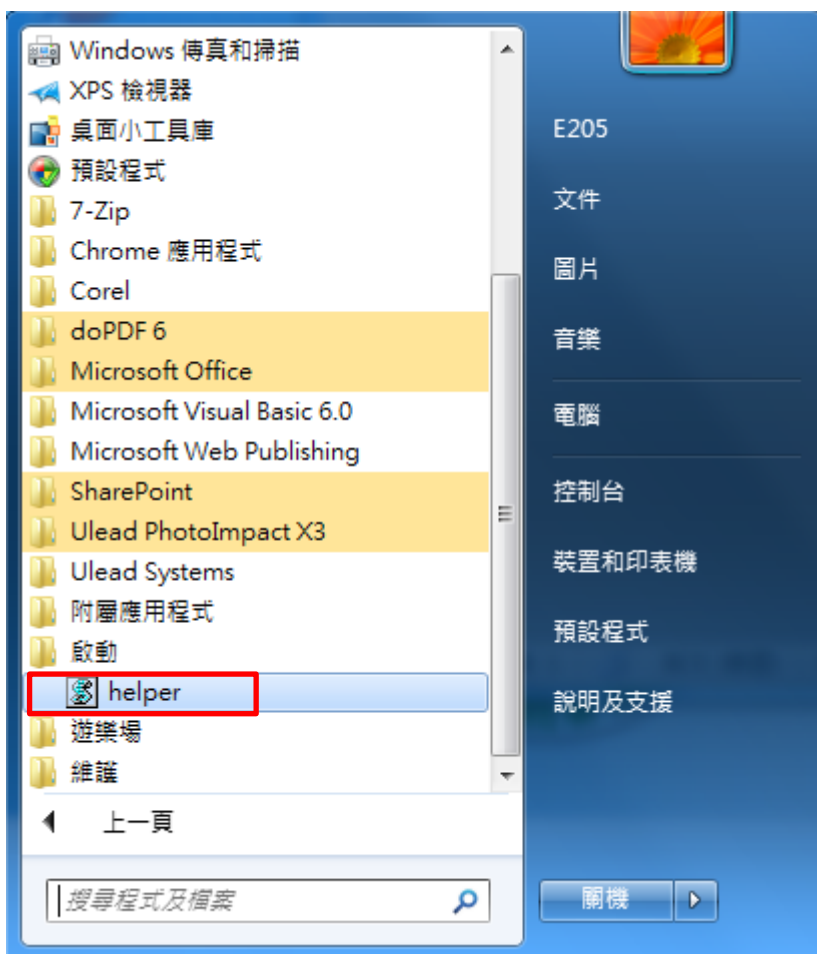 Windows 傳真和掃描
XPS 檢視器
桌面小工具庫
預設程式
7-Zip
Chrome 應用程式
Corel
doPDF 6
Microsoft Office
Microsoft Visual Basic 6.0
Microsoft Web Publishing
SharePoint
Ulead PhotoImpact X3
Ulead Systems
附屬應用程式
啟動
helper
遊樂場
維護
上一頁
搜尋程式及檔案
E205
文件
圖片
音樂
電腦
控制台
裝置和印表機
預設程式
說明及支援
關機